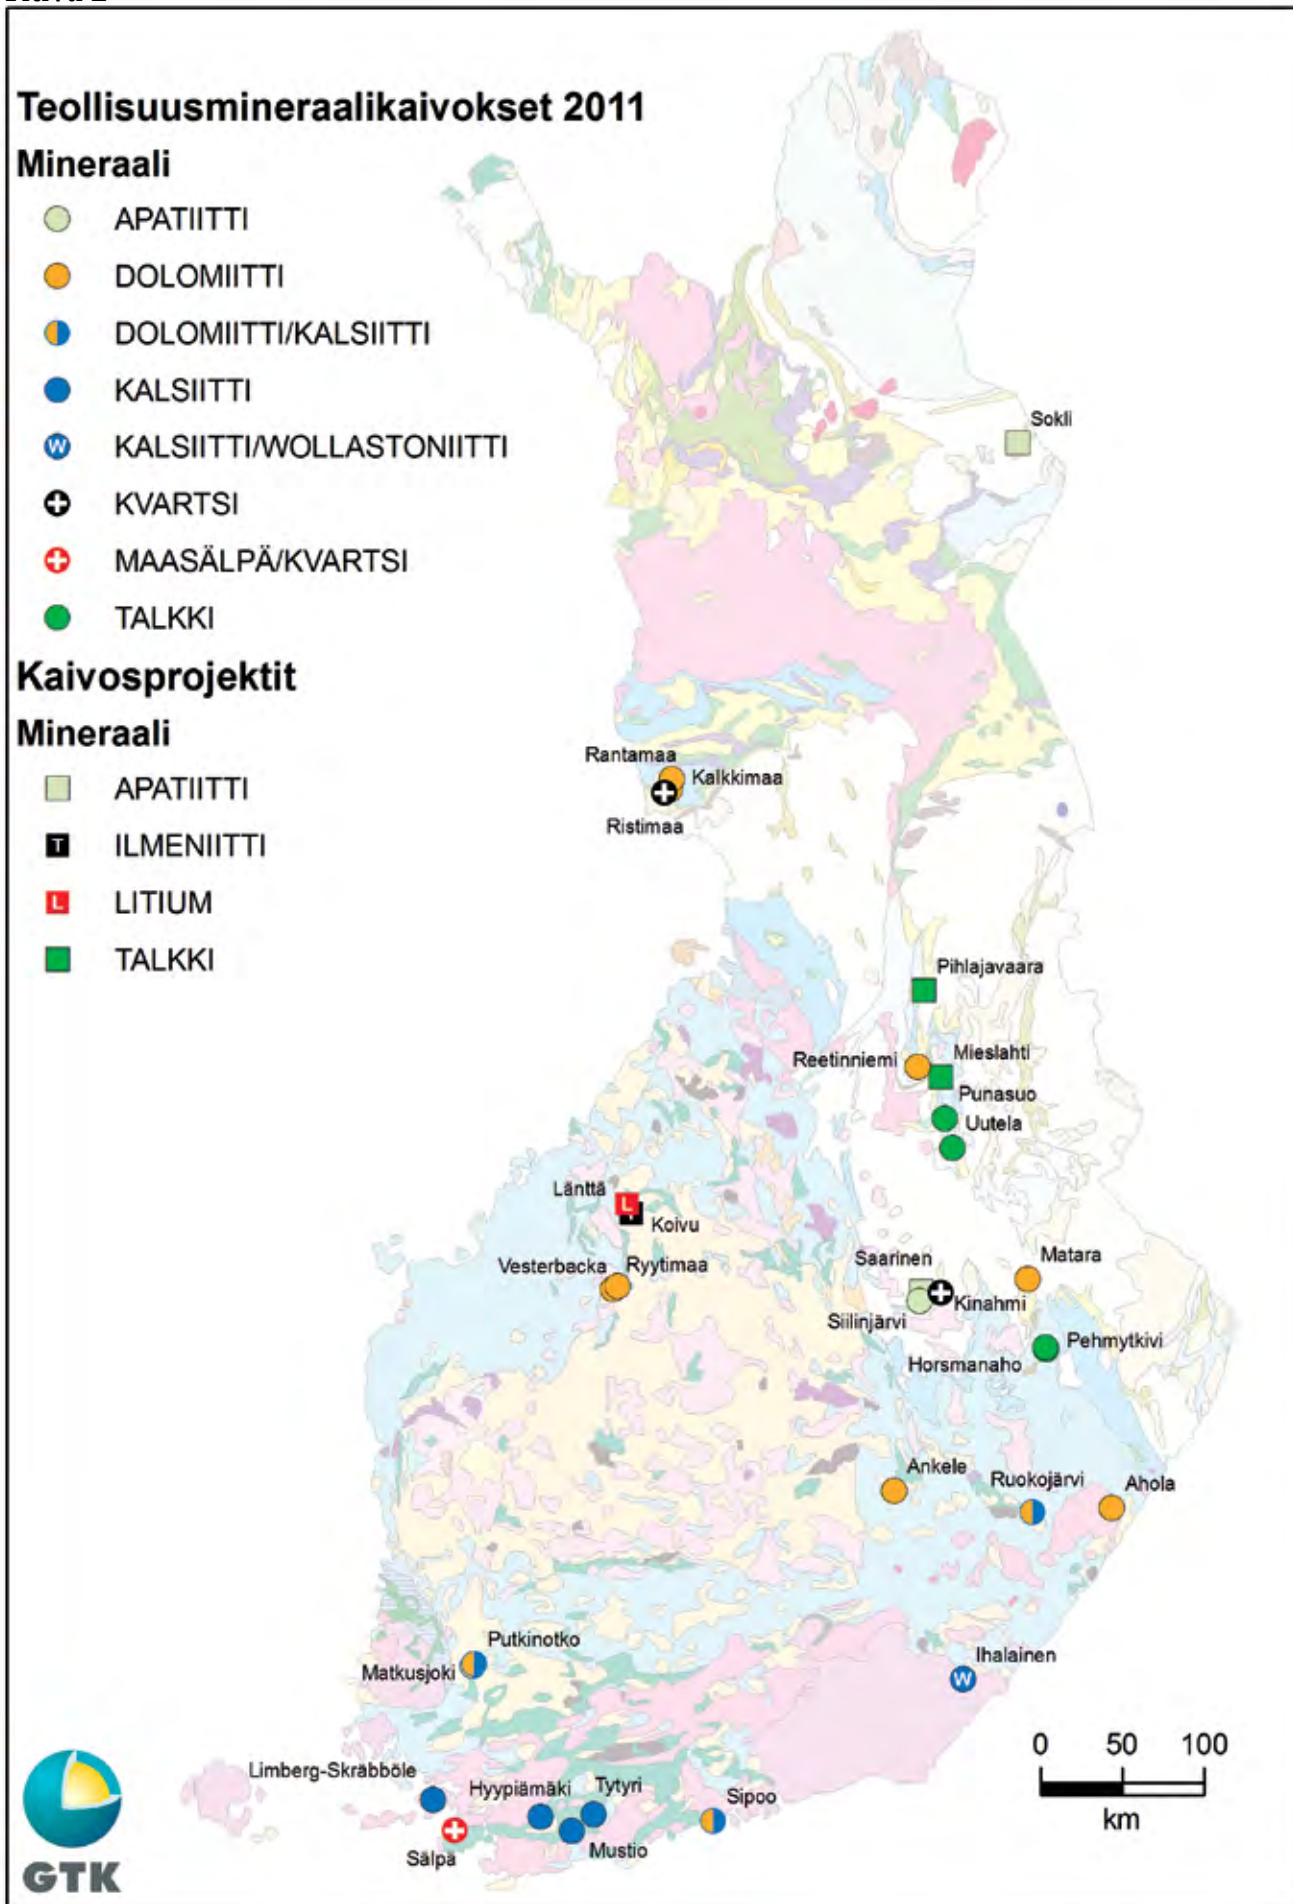 Teollisuusmineraalikaivokset 2011
Mineraali
APATIITTI
DOLOMIITTI
DOLOMIITTI/KALSIITTI
KALSIITTI
W KALSIITTI/WOLLASTONIITTI
KVARTSI
MAASÄLPÄ/KVARTSI
TALKKI
Kaivosprojektit
Mineraali
APATIITTI
T ILMENIITTI
L LITIUM
TALKKI
Sokli
Rantamaa
Kalkkimaa
Ristimaa
Pihlajavaara
Reetinniemi
Mieslahti
Punasuo
Uutela
Länttä
L
Koivu
Vesterbacka
Ryytimaa
Saarinen
Matara
Kinahmi
Siilinjärvi
Pehmytkivi
Horsmanaho
Ankele
Ruokojärvi
Ahola
Putkinotko
Matkusjoki
Ihalainen
W
Limberg-Skräbböle
Hyypiämäki
Tytyri
Sipoo
Mustio
Sälpä
0 50 100
km
GTK